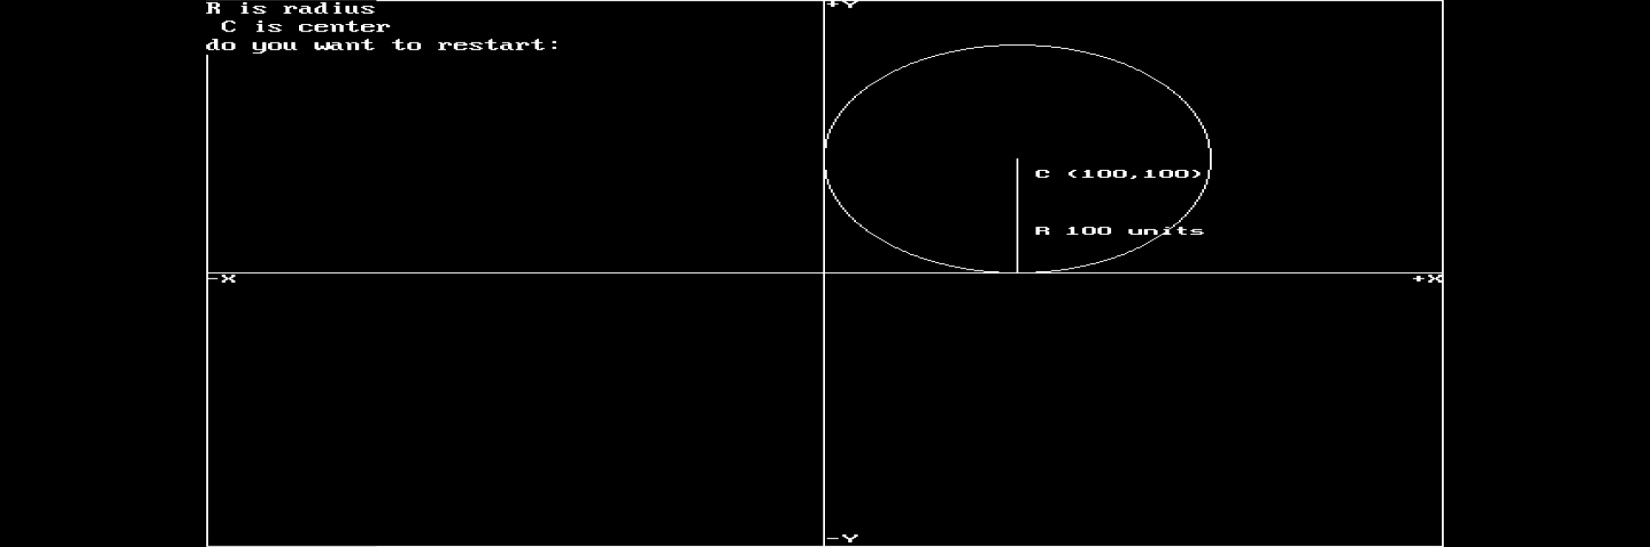 R is radius
C is center
do you want to restart:
+Y
C (100,100)
R 100 units
-X
+X
-Y